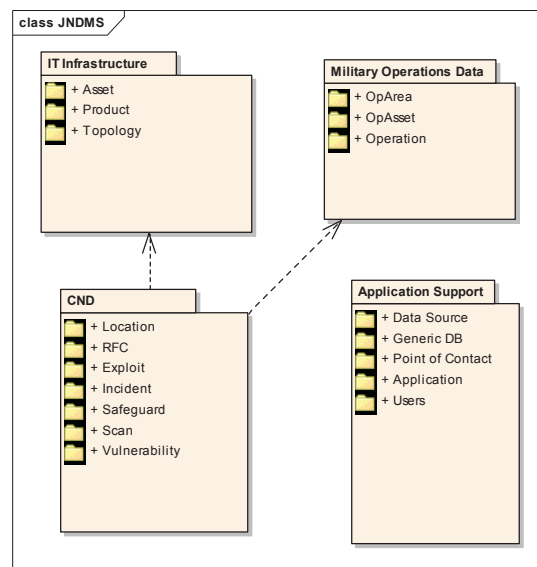 class JNDMS
IT Infrastructure
+ Asset
+ Product
+ Topology
Military Operations Data
+ OpArea
+ OpAsset
+ Operation
CND
+ Location
+ RFC
+ Exploit
+ Incident
+ Safeguard
+ Scan
+ Vulnerability
Application Support
+ Data Source
+ Generic DB
+ Point of Contact
+ Application
+ Users